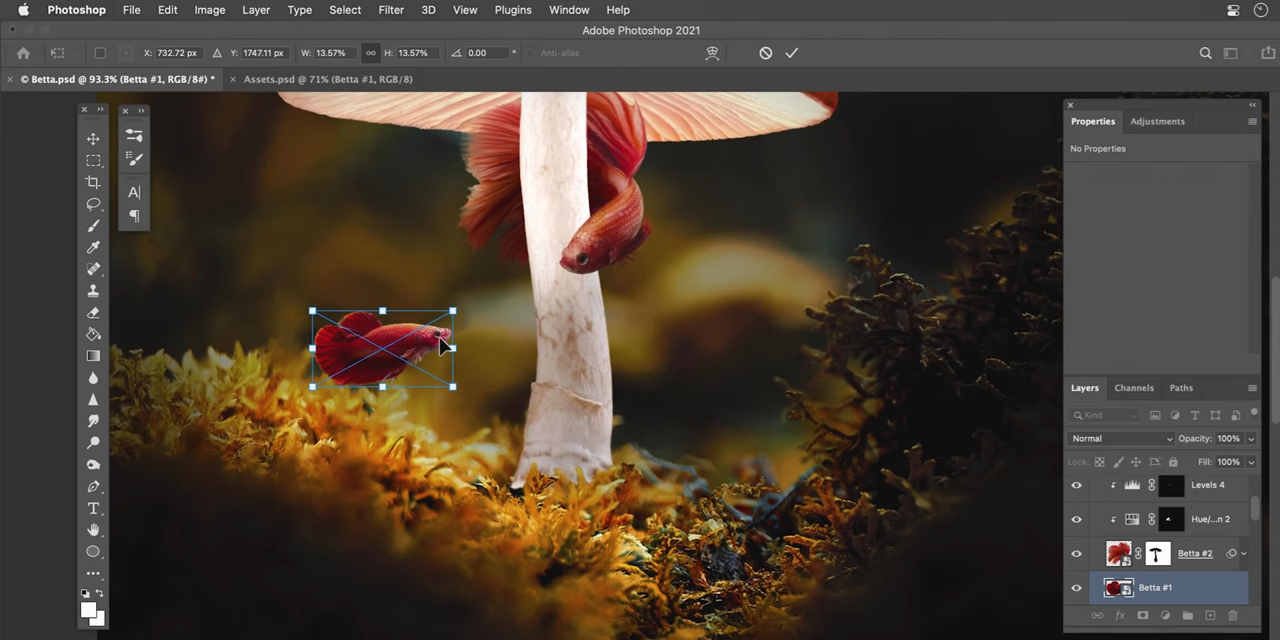 Photoshop File Edit Image Layer Type Select Filter 3D View Plugins Window Help
Adobe Photoshop 2021
X: 732.72 px Y: 1747.11 px W: 13.57% H: 13.57% 0.00 ° Anti-alias
× © Betta.psd @ 93.3% (Betta #1, RGB/8#) * × Assets.psd @ 71% (Betta #2, RGB/8)
Properties Adjustments
No Properties
A|
¶
T
Layers Channels Paths
Kind
Normal Opacity: 100%
Lock: Fill: 100%
Levels 4
Hue/...n 2
Betta #2
Betta #1
fx